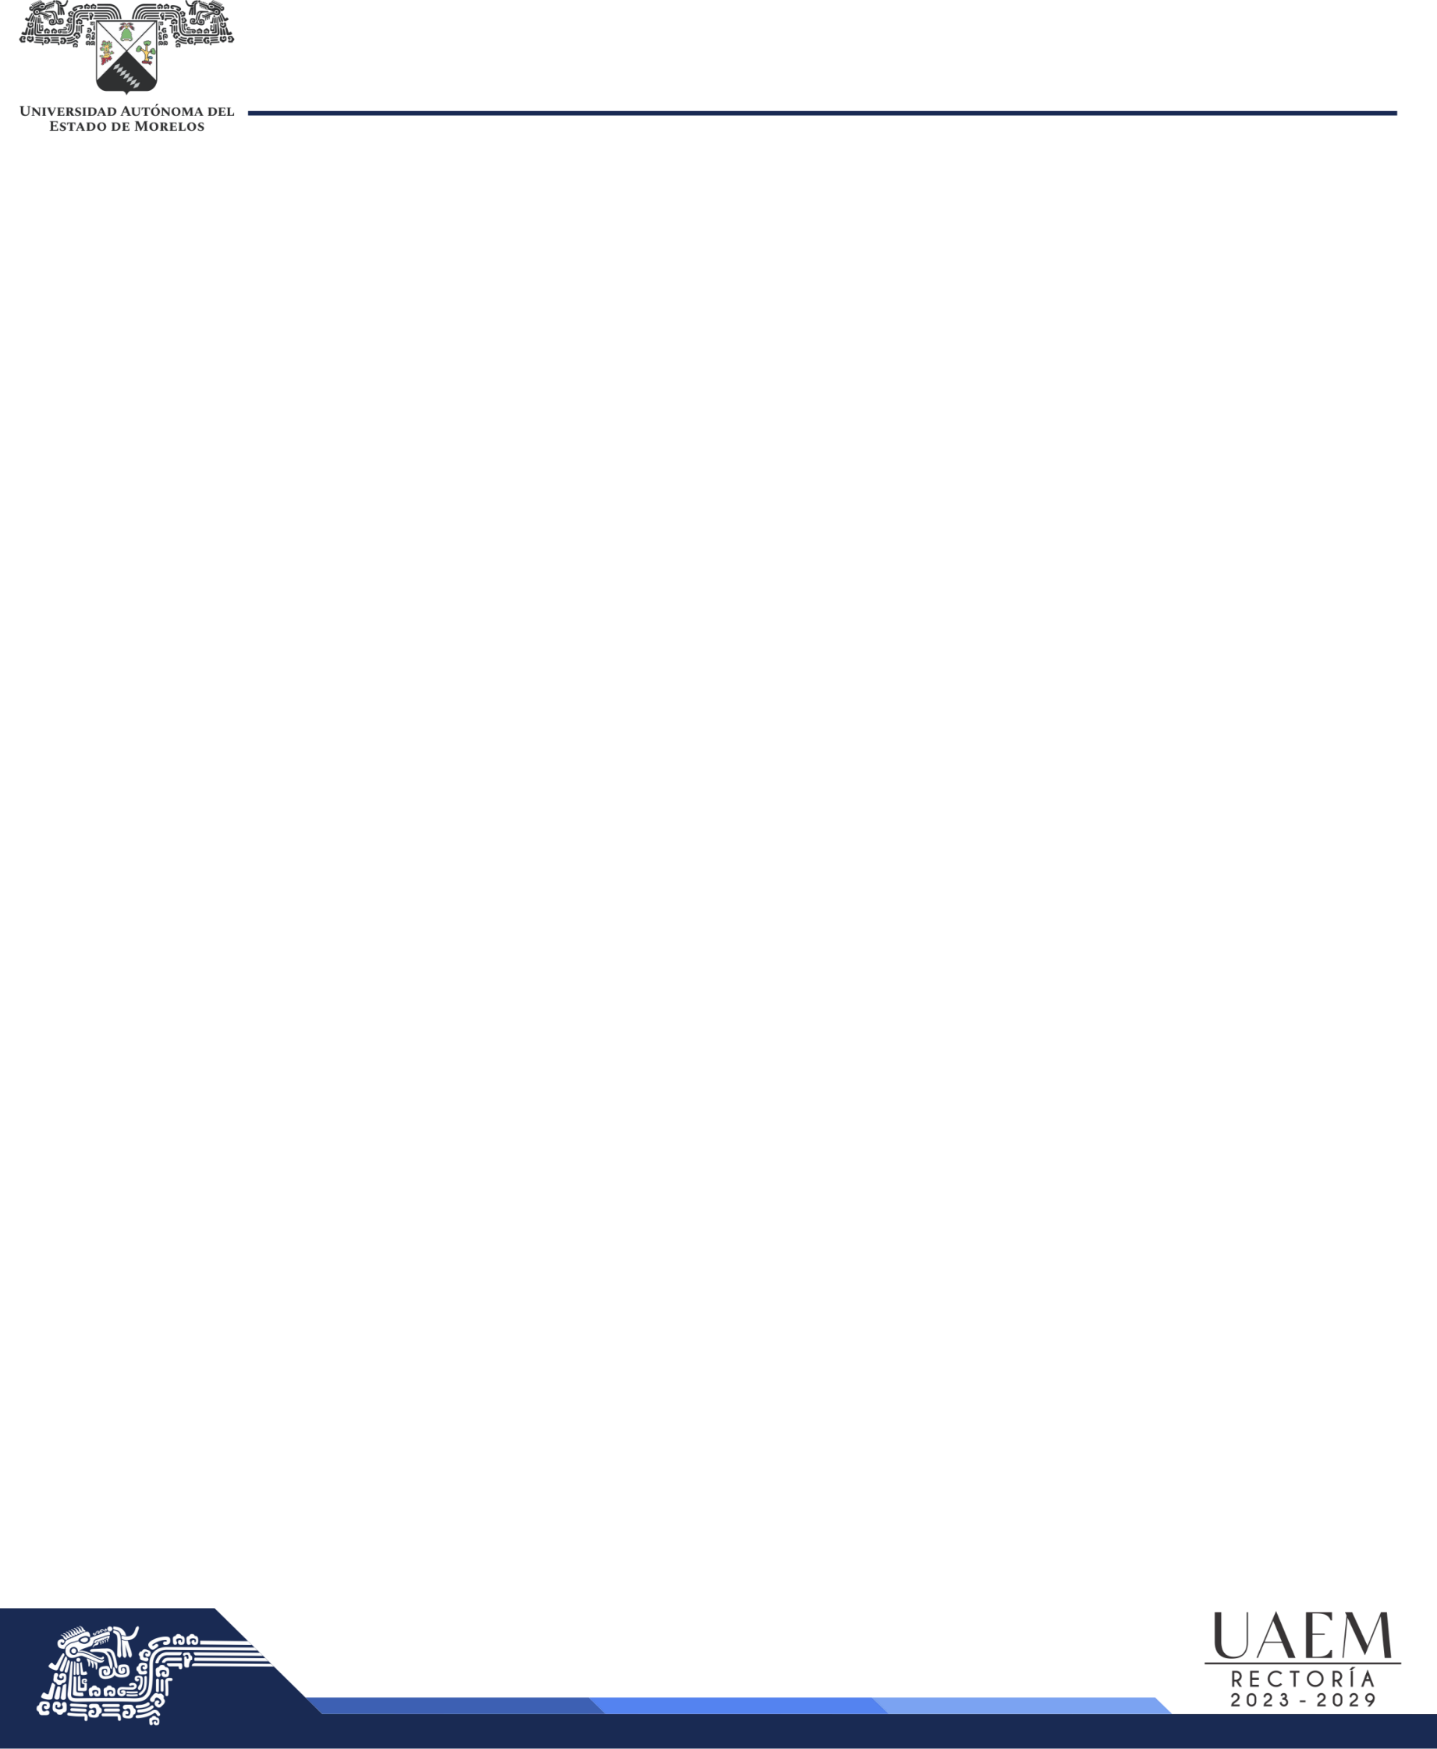 UNIVERSIDAD AUTÓNOMA DEL
ESTADO DE MORELOS
UAEM
RECTORÍA
2023 - 2029